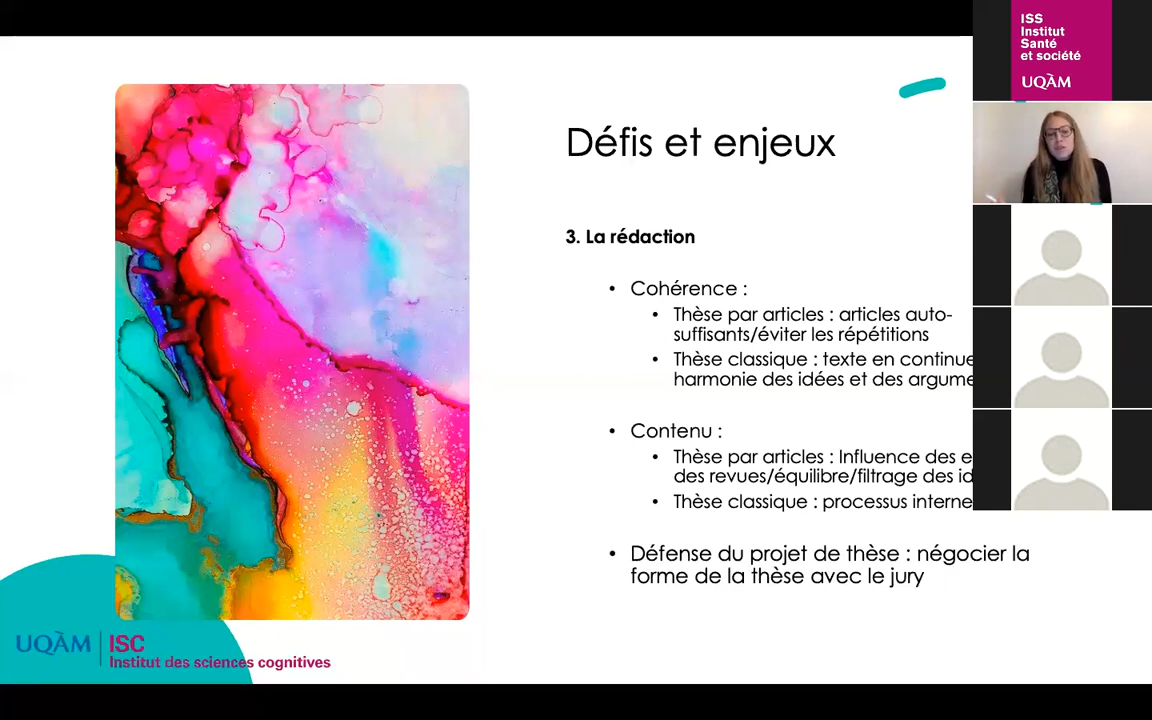 Défis et enjeux
3. La rédaction
• Cohérence :
• Thèse par articles : articles auto-
suffisants/éviter les répétitions
• Thèse classique : texte en continue
harmonie des idées et des argume
• Contenu :
• Thèse par articles : Influence des e
des revues/équilibre/filtrage des id
• Thèse classique : processus interne
• Défense du projet de thèse : négocier la
forme de la thèse avec le jury
UQÀM
ISC
Institut des sciences cognitives
ISS
Institut
Santé
et société
UQÀM